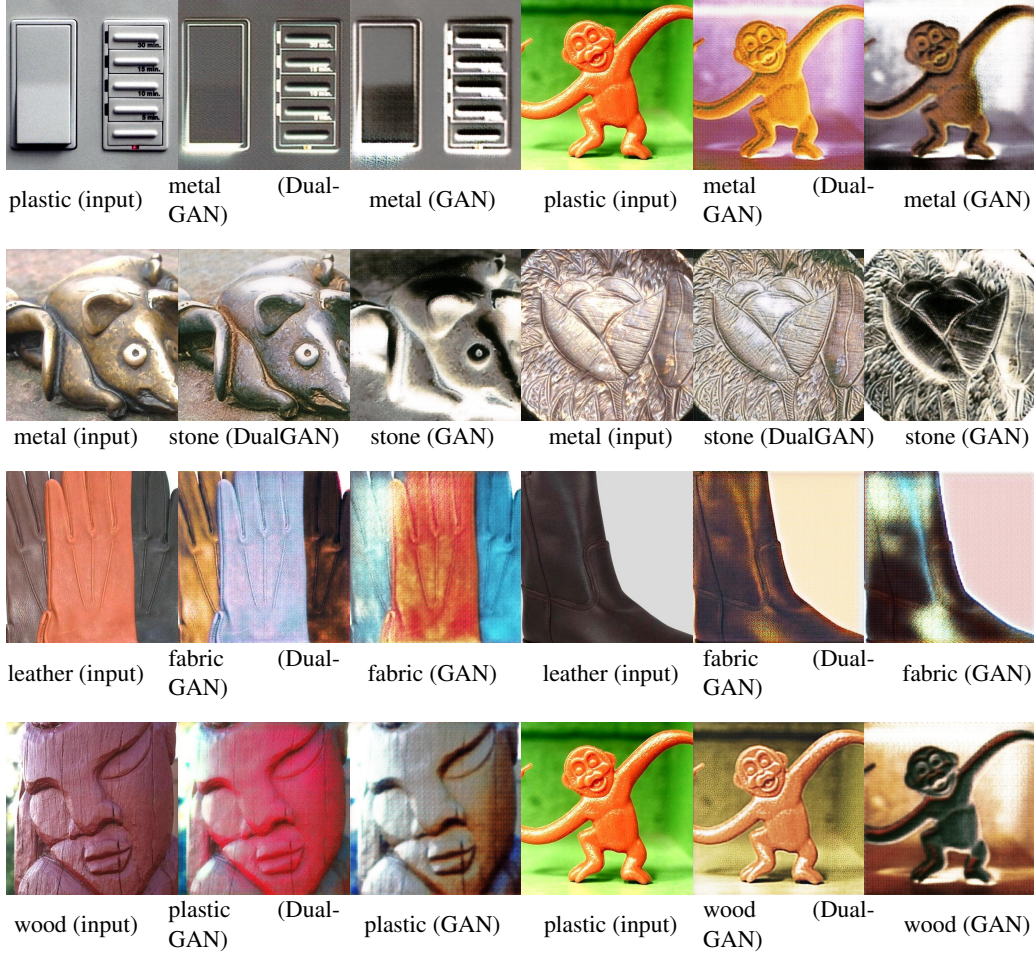 30 min.
15 min.
10 min.
5 min.
30 min.
plastic (input)
metal (Dual-
GAN)
metal (GAN)
plastic (input)
metal (Dual-
GAN)
metal (GAN)
metal (input)
stone (DualGAN)
stone (GAN)
metal (input)
stone (DualGAN)
stone (GAN)
leather (input)
fabric (Dual-
GAN)
fabric (GAN)
leather (input)
fabric (Dual-
GAN)
fabric (GAN)
wood (input)
plastic (Dual-
GAN)
plastic (GAN)
plastic (input)
wood (Dual-
GAN)
wood (GAN)